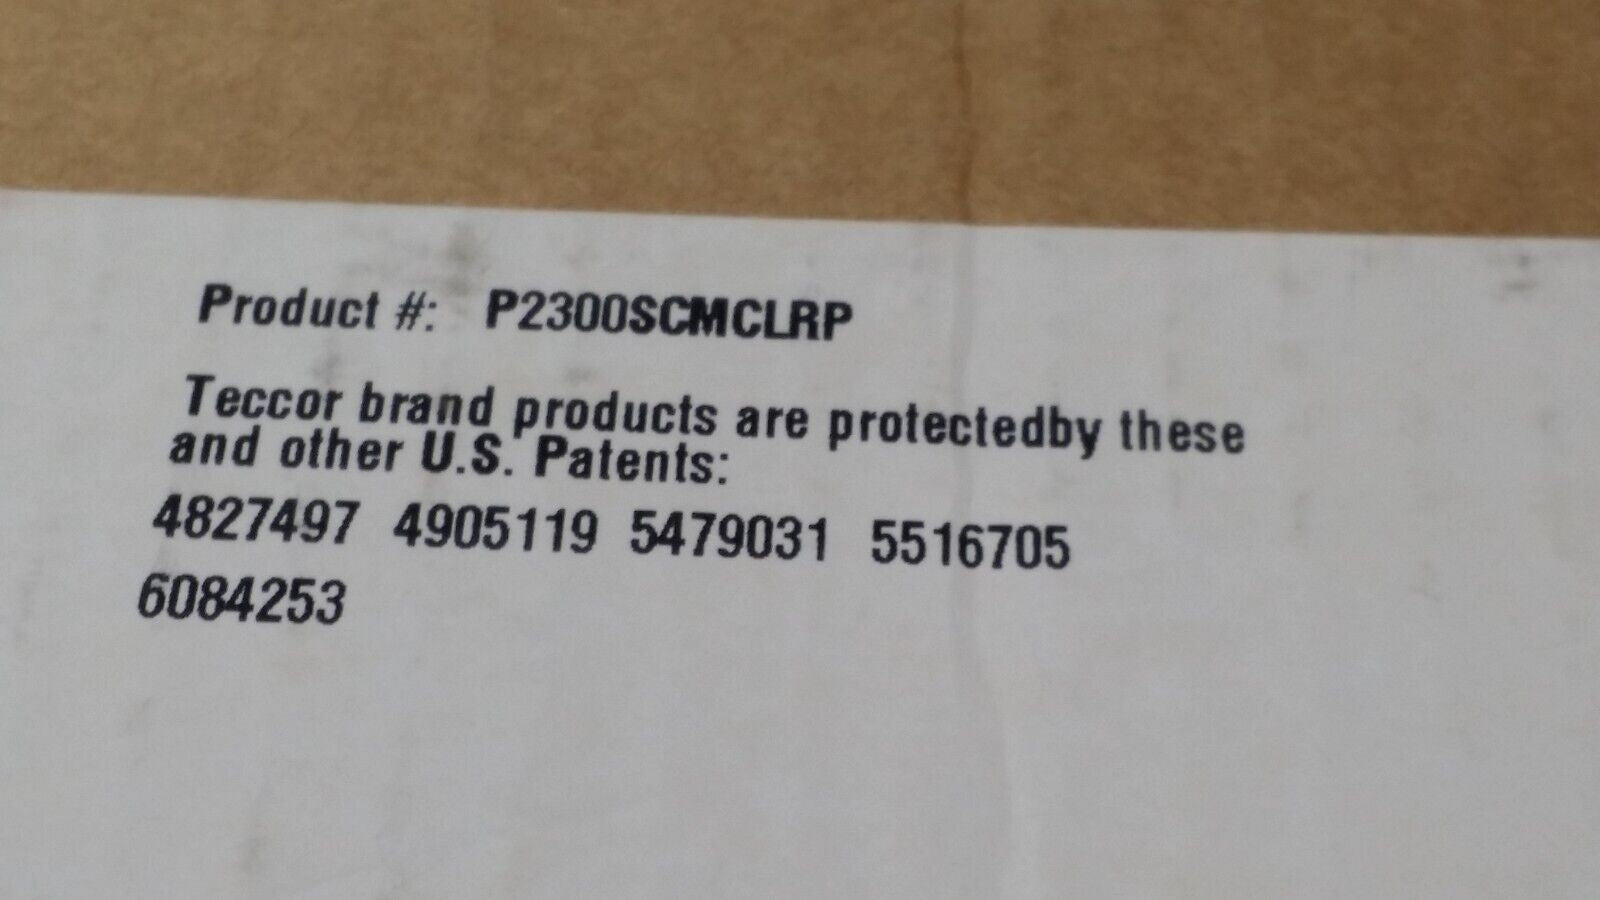 Product #: P2300SCMCLRP
Teccor brand products are protectedby these
and other U.S. Patents:
4827497 4905119 5479031 5516705
6084253